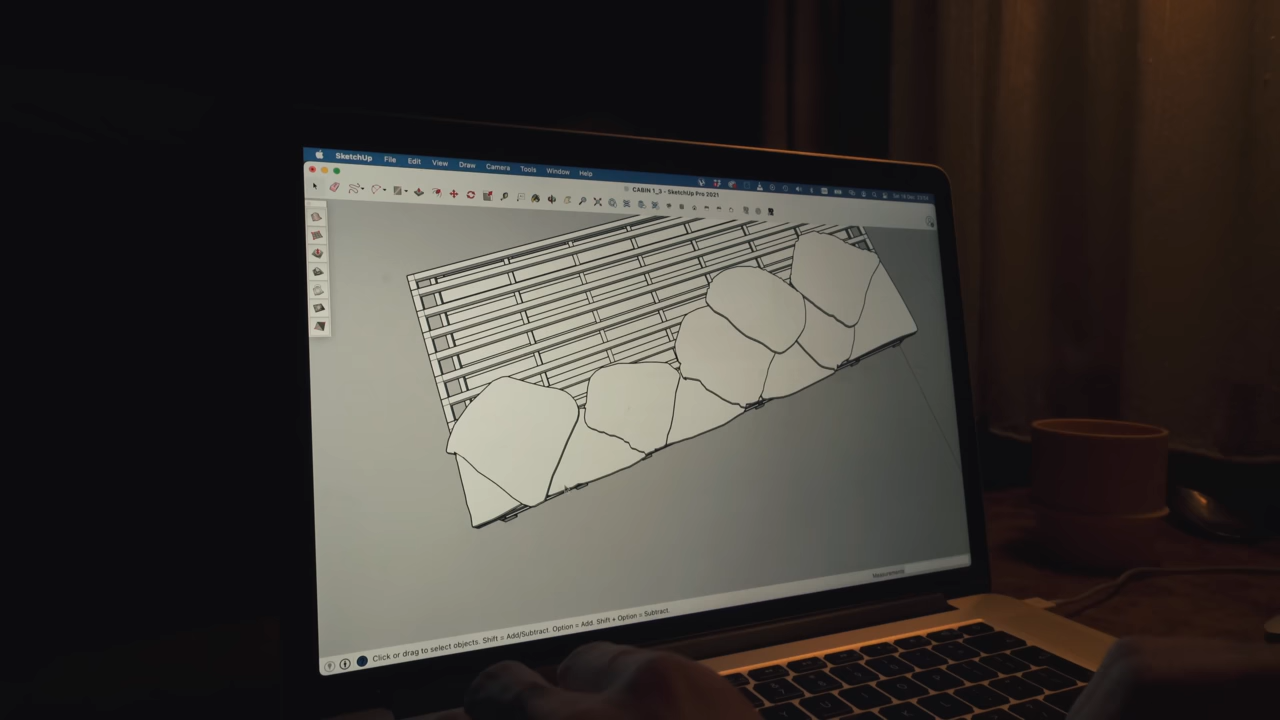 SketchUp File Edit View Draw Camera Tools Window Help
CABIN 1_3 - SketchUp Pro 2021
Measurements
Click or drag to select objects. Shift = Add/Subtract. Option = Add. Shift + Option = Subtract.